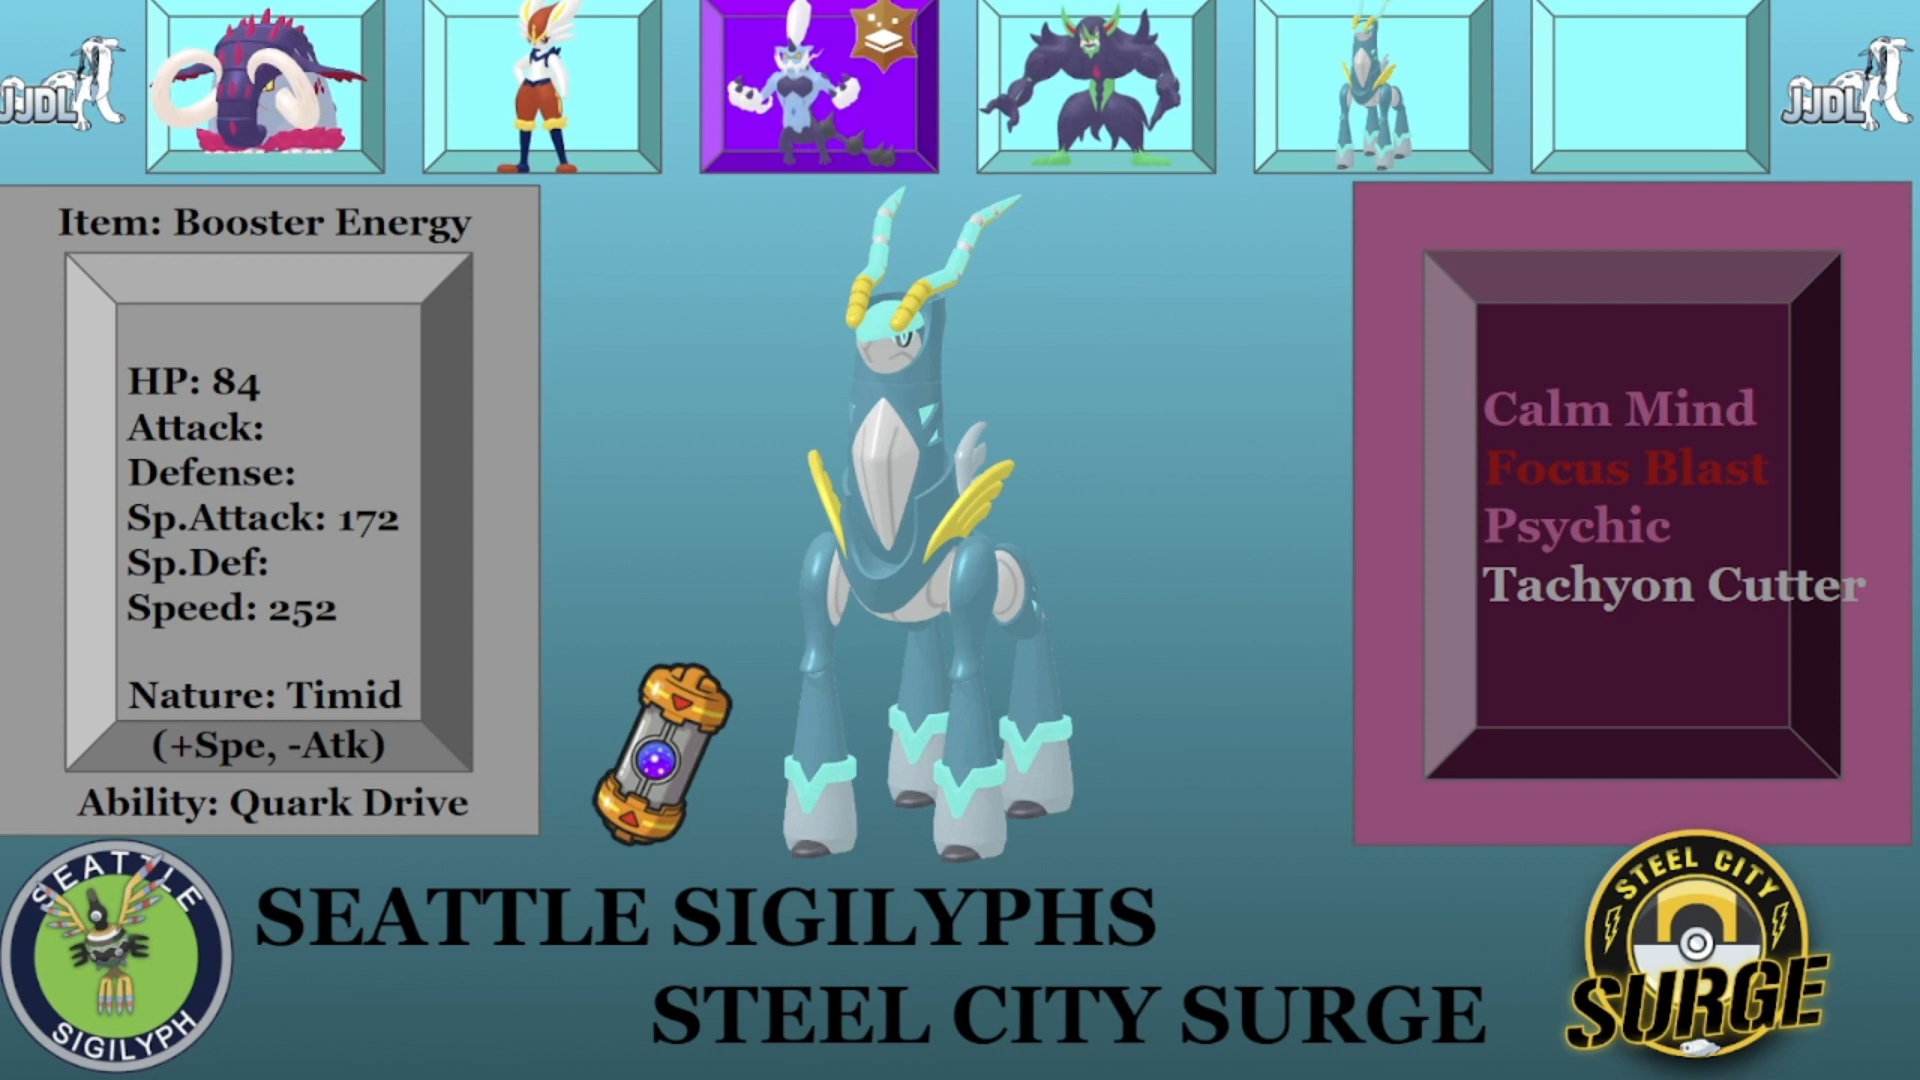 JJDL
JJDL
Item: Booster Energy
HP: 84
Attack:
Defense:
Sp.Attack: 172
Sp.Def:
Speed: 252
Nature: Timid
(+Spe, -Atk)
Ability: Quark Drive
Calm Mind
Focus Blast
Psychic
Tachyon Cutter
SEATTLE
SIGILYPH
SEATTLE SIGILYPHS
STEEL CITY SURGE
STEEL CITY
SURGE